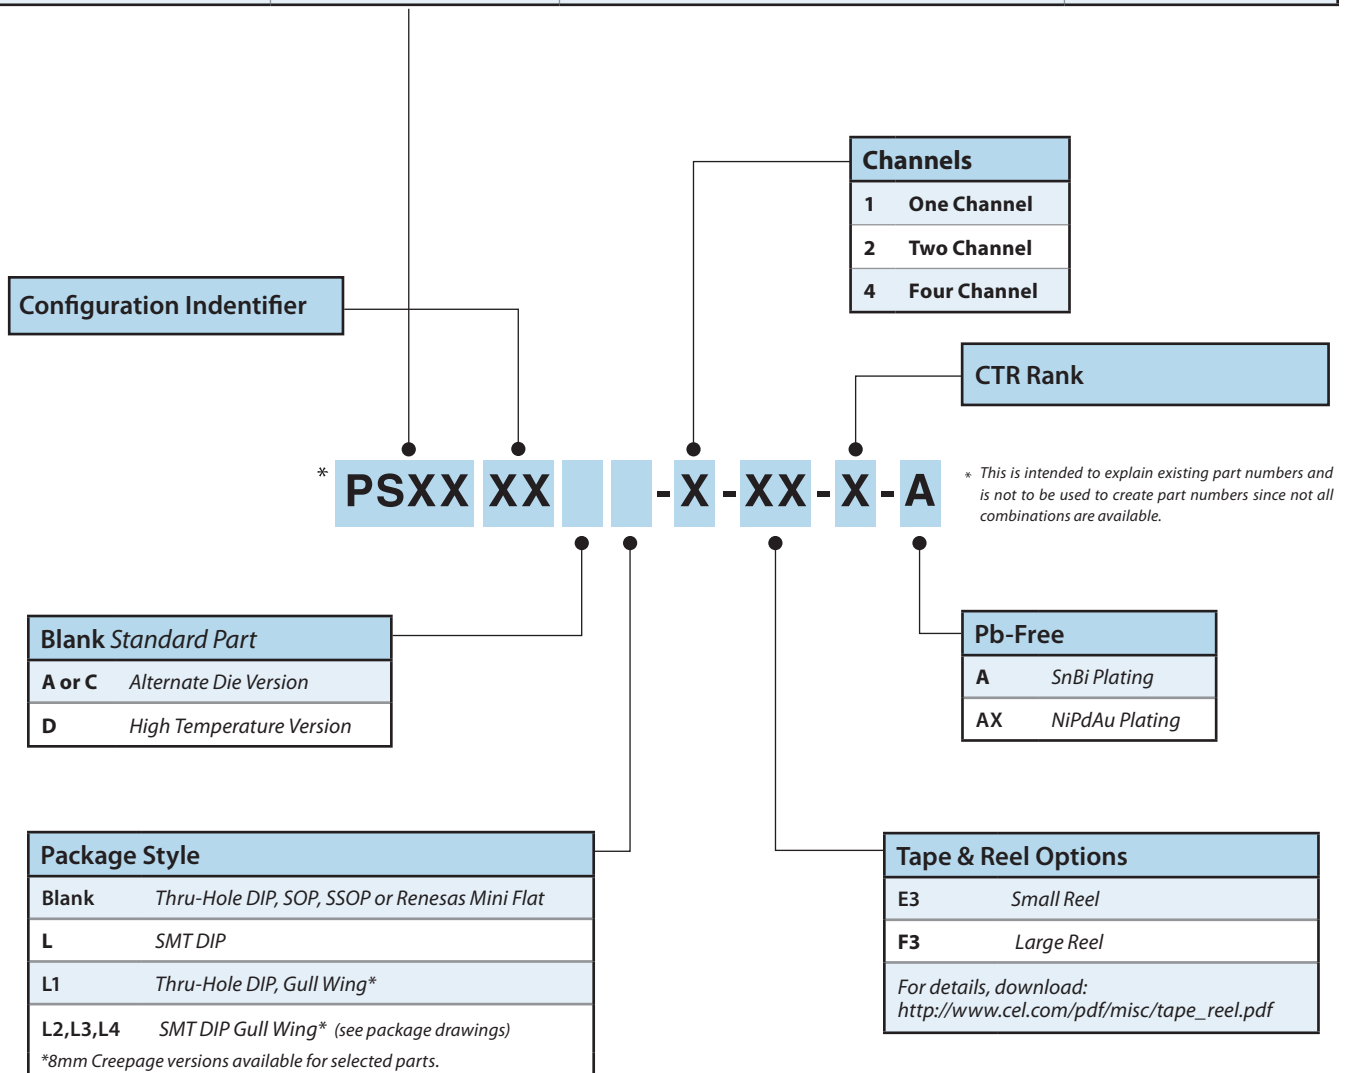 Channels
1 One Channel
2 Two Channel
4 Four Channel
Configuration Indentifier
CTR Rank
* PSXX XX -X-XX-X-A
* This is intended to explain existing part numbers and
is not to be used to create part numbers since not all
combinations are available.
Blank Standard Part
A or C Alternate Die Version
D High Temperature Version
Pb-Free
A SnBi Plating
AX NiPdAu Plating
Package Style
Blank Thru-Hole DIP, SOP, SSOP or Renesas Mini Flat
L SMT DIP
L1 Thru-Hole DIP, Gull Wing*
L2,L3,L4 SMT DIP Gull Wing* (see package drawings)
*8mm Creepage versions available for selected parts.
Tape & Reel Options
E3 Small Reel
F3 Large Reel
For details, download:
http://www.cel.com/pdf/misc/tape_reel.pdf